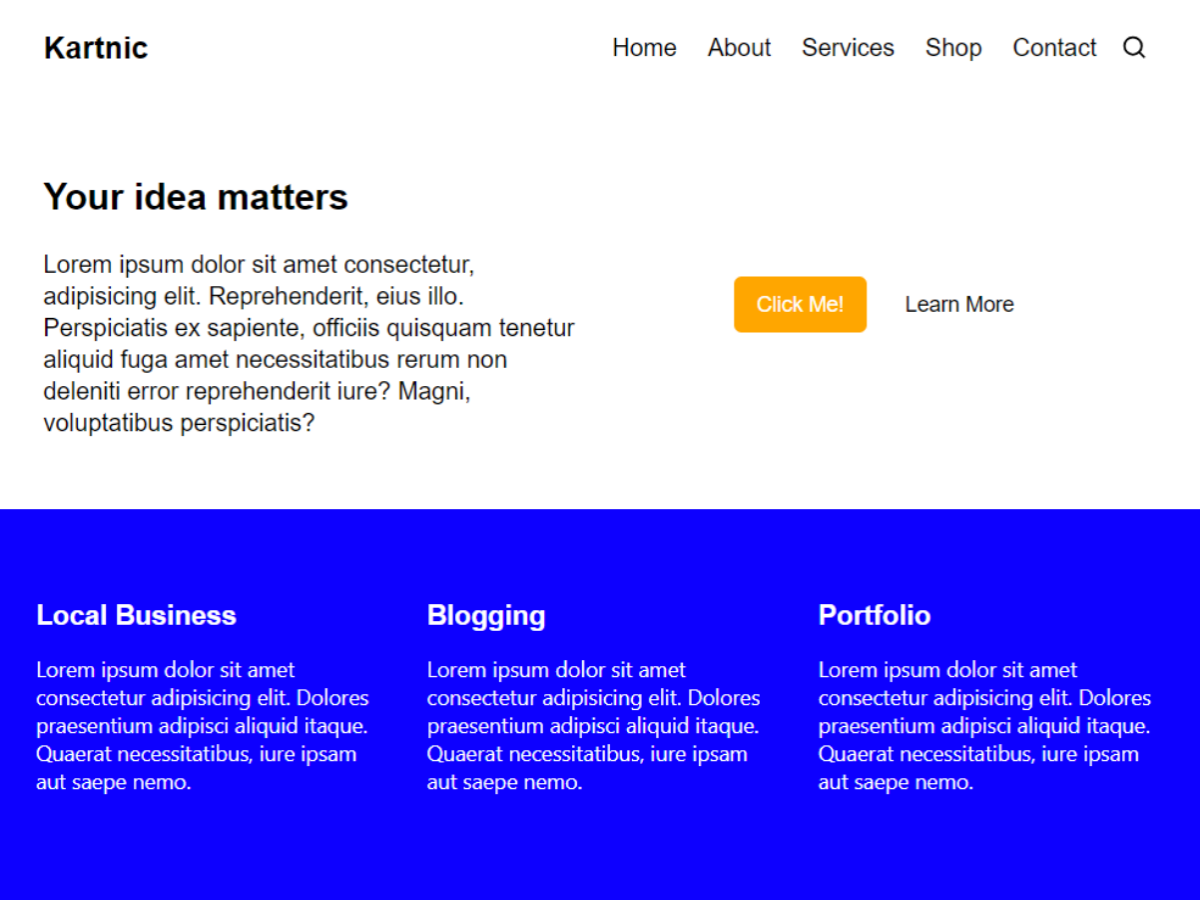 Kartnic
Home About Services Shop Contact
Your idea matters
Lorem ipsum dolor sit amet consectetur,
adipisicing elit. Reprehenderit, eius illo.
Perspiciatis ex sapiente, officiis quisquam tenetur
aliquid fuga amet necessitatibus rerum non
deleniti error reprehenderit iure? Magni,
voluptatibus perspiciatis?
Click Me!
Learn More
Local Business
Lorem ipsum dolor sit amet
consectetur adipisicing elit. Dolores
praesentium adipisci aliquid itaque.
Quaerat necessitatibus, iure ipsam
aut saepe nemo.
Blogging
Lorem ipsum dolor sit amet
consectetur adipisicing elit. Dolores
praesentium adipisci aliquid itaque.
Quaerat necessitatibus, iure ipsam
aut saepe nemo.
Portfolio
Lorem ipsum dolor sit amet
consectetur adipisicing elit. Dolores
praesentium adipisci aliquid itaque.
Quaerat necessitatibus, iure ipsam
aut saepe nemo.